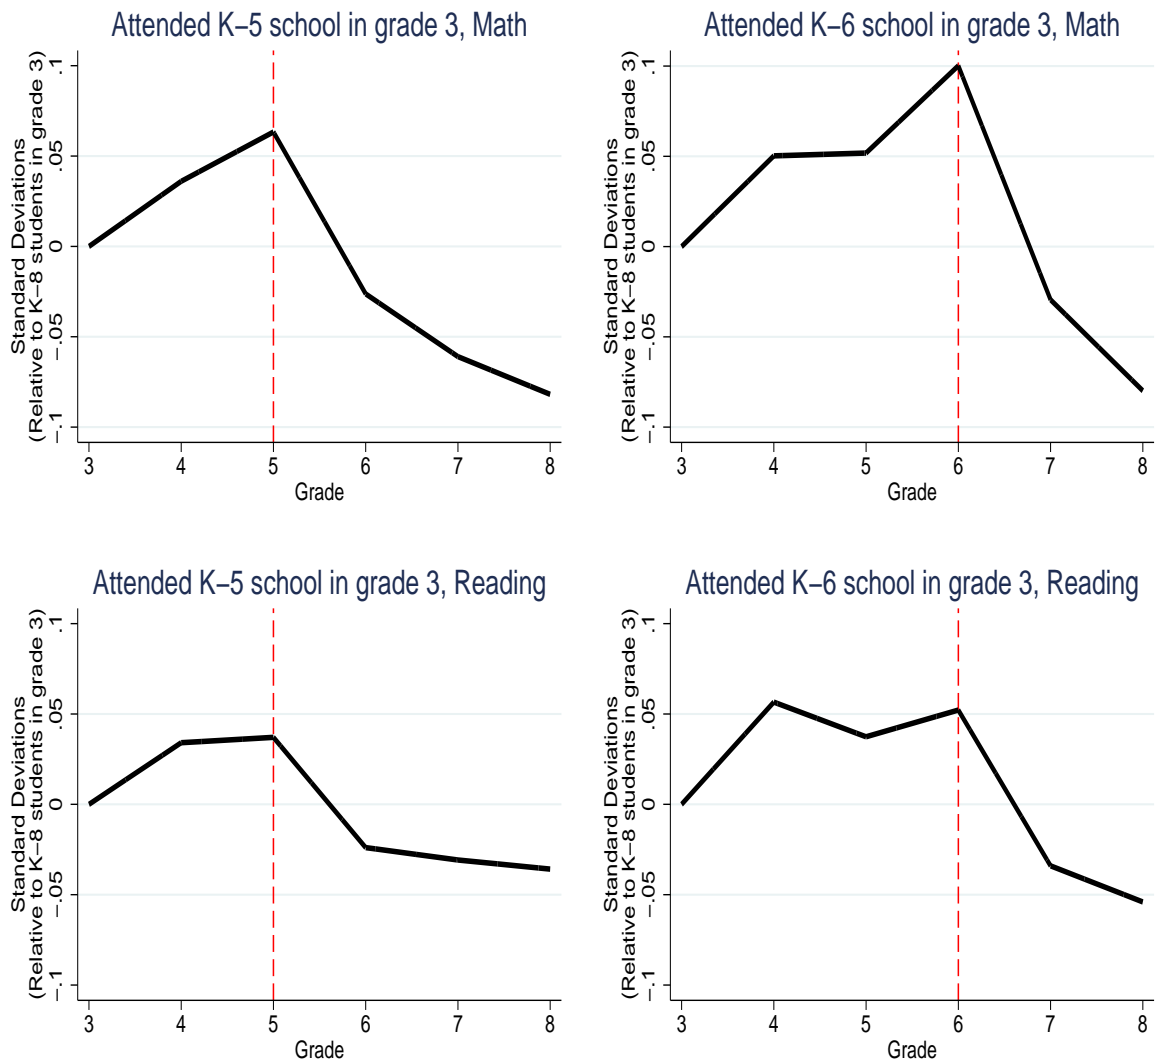 Attended K–5 school in grade 3, Math
Standard Deviations
(Relative to K–8 students in grade 3)
.1
.05
0
−.05
−.1
3 4 5 6 7 8
Grade
Attended K–6 school in grade 3, Math
Standard Deviations
(Relative to K–8 students in grade 3)
.1
.05
0
−.05
−.1
3 4 5 6 7 8
Grade
Attended K–5 school in grade 3, Reading
Standard Deviations
(Relative to K–8 students in grade 3)
.1
.05
0
−.05
−.1
3 4 5 6 7 8
Grade
Attended K–6 school in grade 3, Reading
Standard Deviations
(Relative to K–8 students in grade 3)
.1
.05
0
−.05
−.1
3 4 5 6 7 8
Grade